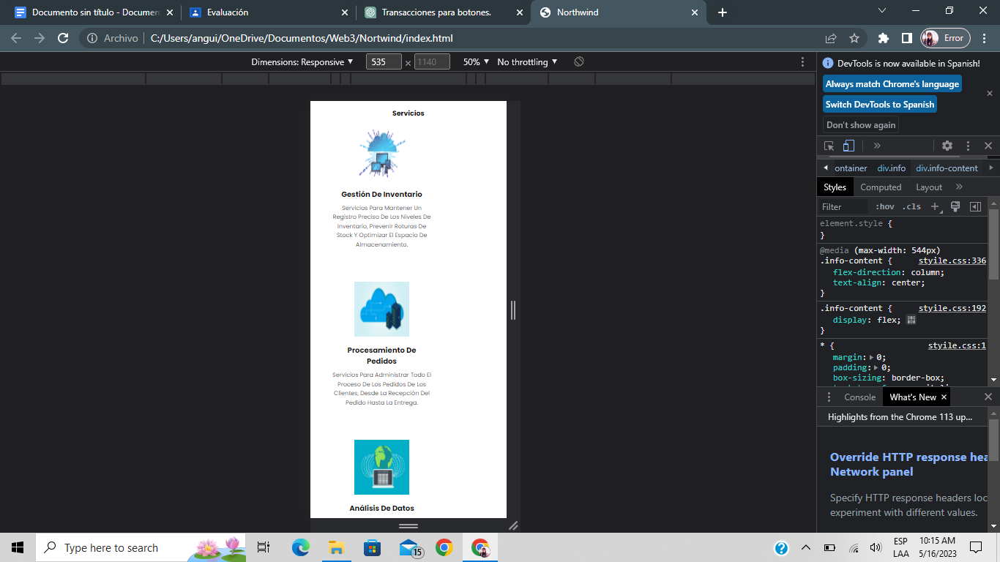 Documento sin título - Documen
Evaluación
Transacciones para botones.
Northwind
Archivo
C:/Users/angui/OneDrive/Documentos/Web3/Nortwind/index.html
Error
Dimensions: Responsive
535
×
1140
50%
No throttling
Servicios
Gestión De Inventario
Servicios Para Mantener Un
Registro Preciso De Los Niveles De
Inventario, Prevenir Roturas De
Stock Y Optimizar El Espacio De
Almacenamiento.
Procesamiento De
Pedidos
Servicios Para Administrar Todo El
Proceso De Los Pedidos De Los
Clientes, Desde La Recepción Del
Pedido Hasta La Entrega.
Análisis De Datos
DevTools is now available in Spanish!
Always match Chrome's language
Switch DevTools to Spanish
Don't show again
ontainer div.info div.info-content
Styles Computed Layout
Filter :hov .cls
element.style {
}
@media (max-width: 544px)
.info-content { styile.css:336
flex-direction: column;
text-align: center;
}
.info-content { styile.css:192
display: flex;
}
* { styile.css:1
margin: 0;
padding: 0;
box-sizing: border-box;
Console What's New
Highlights from the Chrome 113 up...
Override HTTP response hea
Network panel
Specify HTTP response headers loc
experiment with different values.
Type here to search
15
ESP
LAA
10:15 AM
5/16/2023